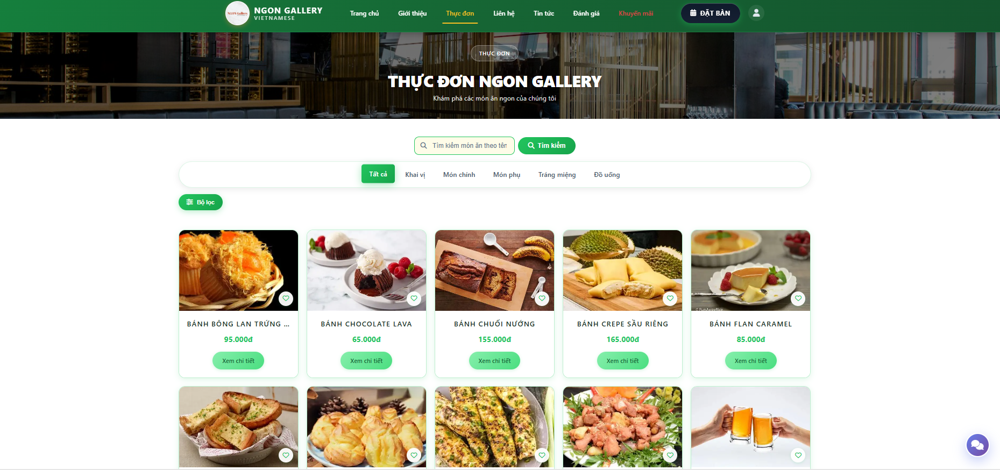 NGON Gallery
NGON GALLERY
VIETNAMESE
Trang chủ
Giới thiệu
Thực đơn
Liên hệ
Tin tức
Đánh giá
Khuyến mãi
ĐẶT BÀN
THỰC ĐƠN
THỰC ĐƠN NGON GALLERY
Khám phá các món ăn ngon của chúng tôi
Tìm kiếm món ăn theo tên
Tìm kiếm
Tất cả
Khai vị
Món chính
Món phụ
Tráng miệng
Đồ uống
Bộ lọc
© RunAwayRice
BÁNH BÔNG LAN TRỨNG ...
BÁNH CHOCOLATE LAVA
BÁNH CHUỐI NƯỚNG
BÁNH CREPE SẦU RIÊNG
BÁNH FLAN CARAMEL
95.000đ
65.000đ
155.000đ
165.000đ
85.000đ
Xem chi tiết
Xem chi tiết
Xem chi tiết
Xem chi tiết
Xem chi tiết